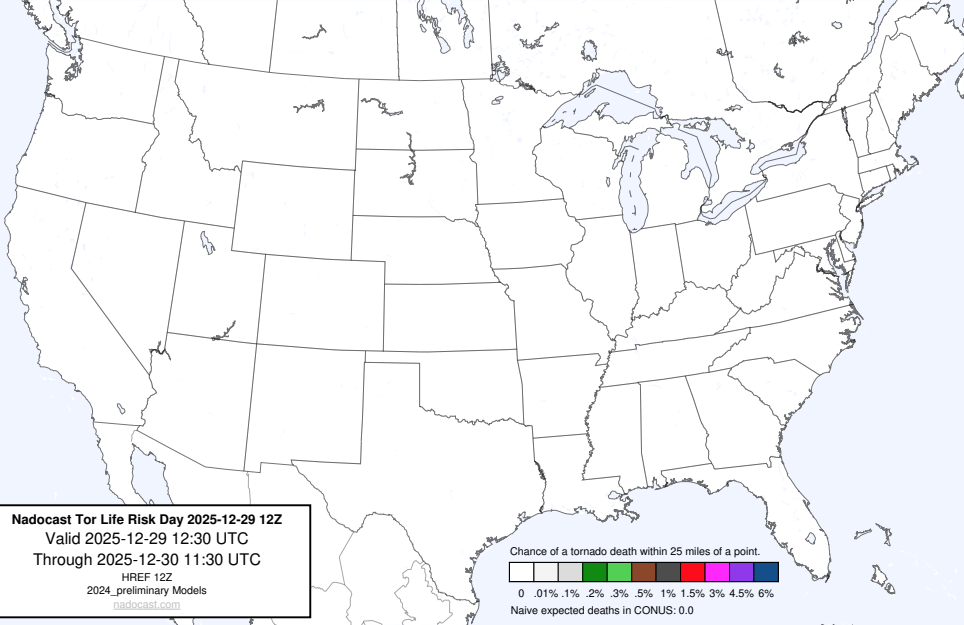 Nadocast Tor Life Risk Day 2025-12-29 12Z
Valid 2025-12-29 12:30 UTC
Through 2025-12-30 11:30 UTC
HREF 12Z
2024_preliminary Models
nadocast.com
Chance of a tornado death within 25 miles of a point.
0 .01% .1% .2% .3% .5% 1% 1.5% 3% 4.5% 6%
Naive expected deaths in CONUS: 0.0